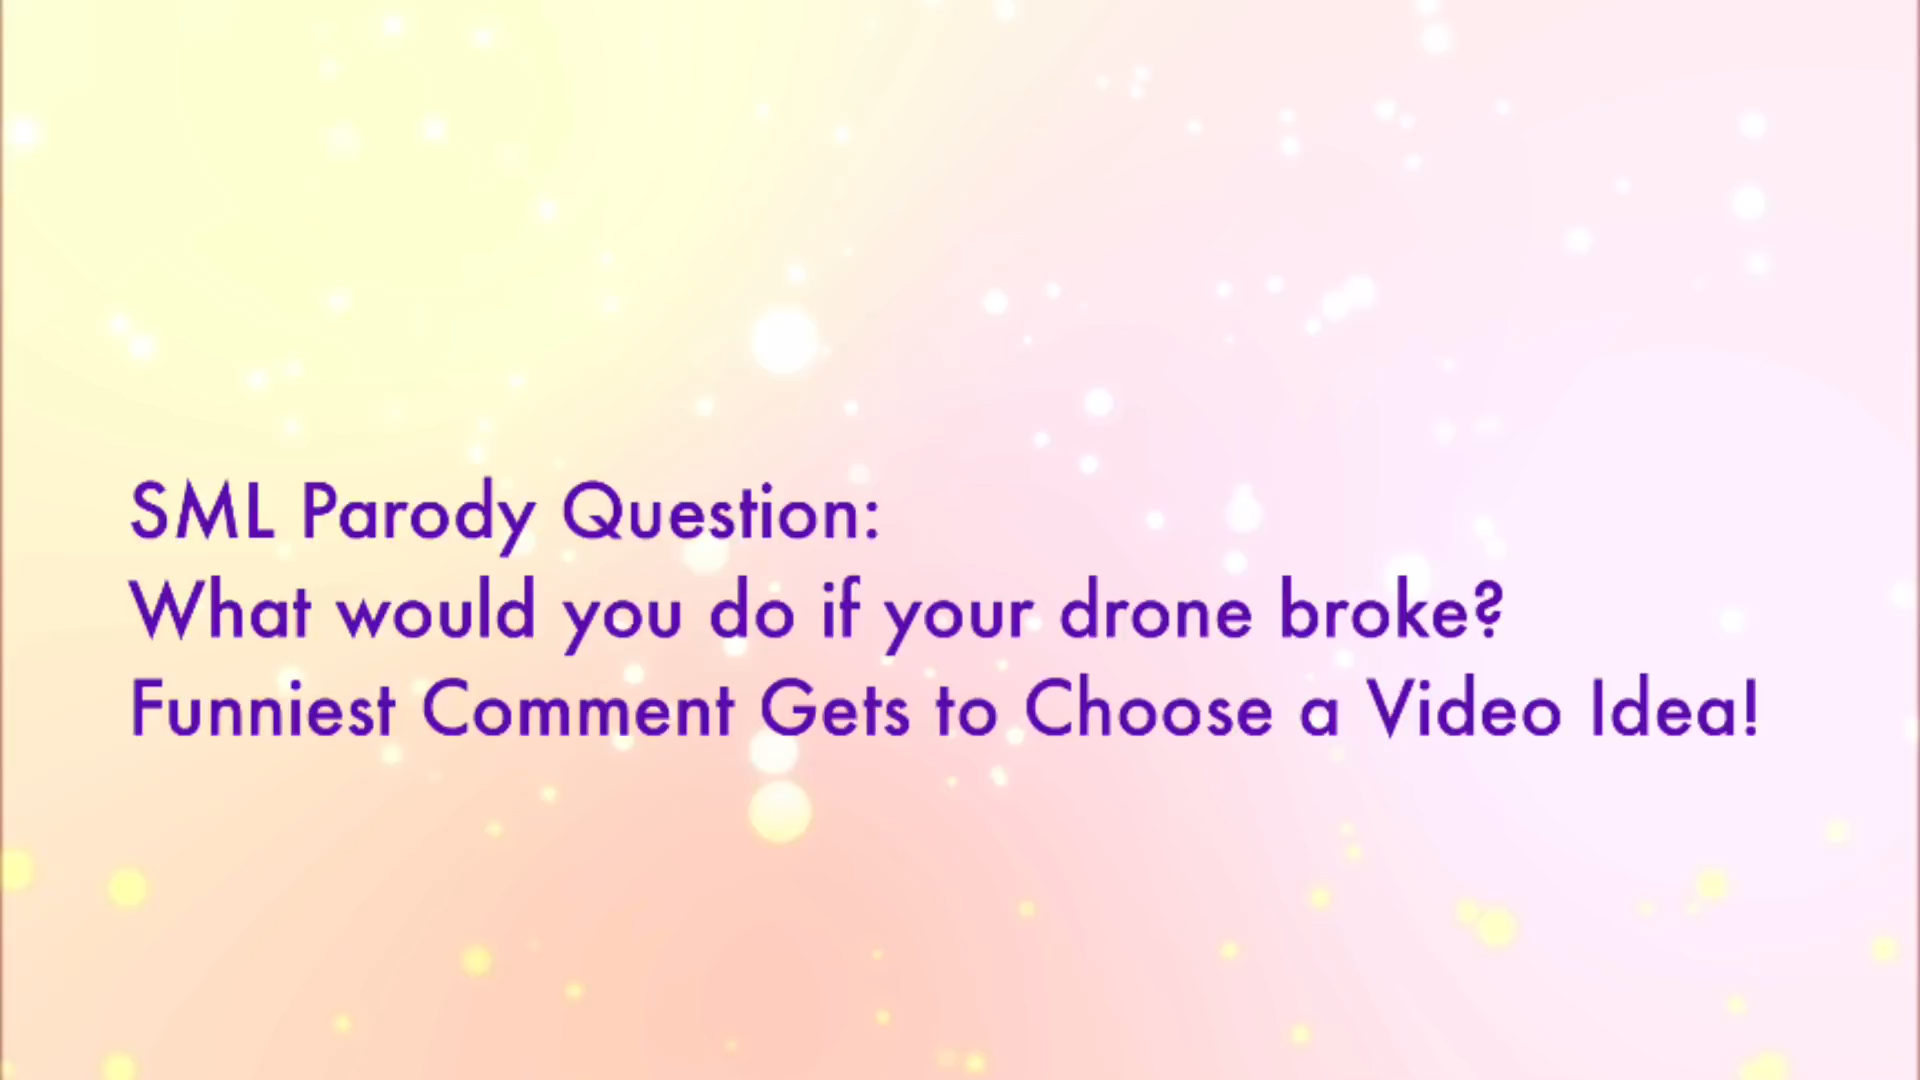 SML Parody Question:
What would you do if your drone broke?
Funniest Comment Gets to Choose a Video Idea!